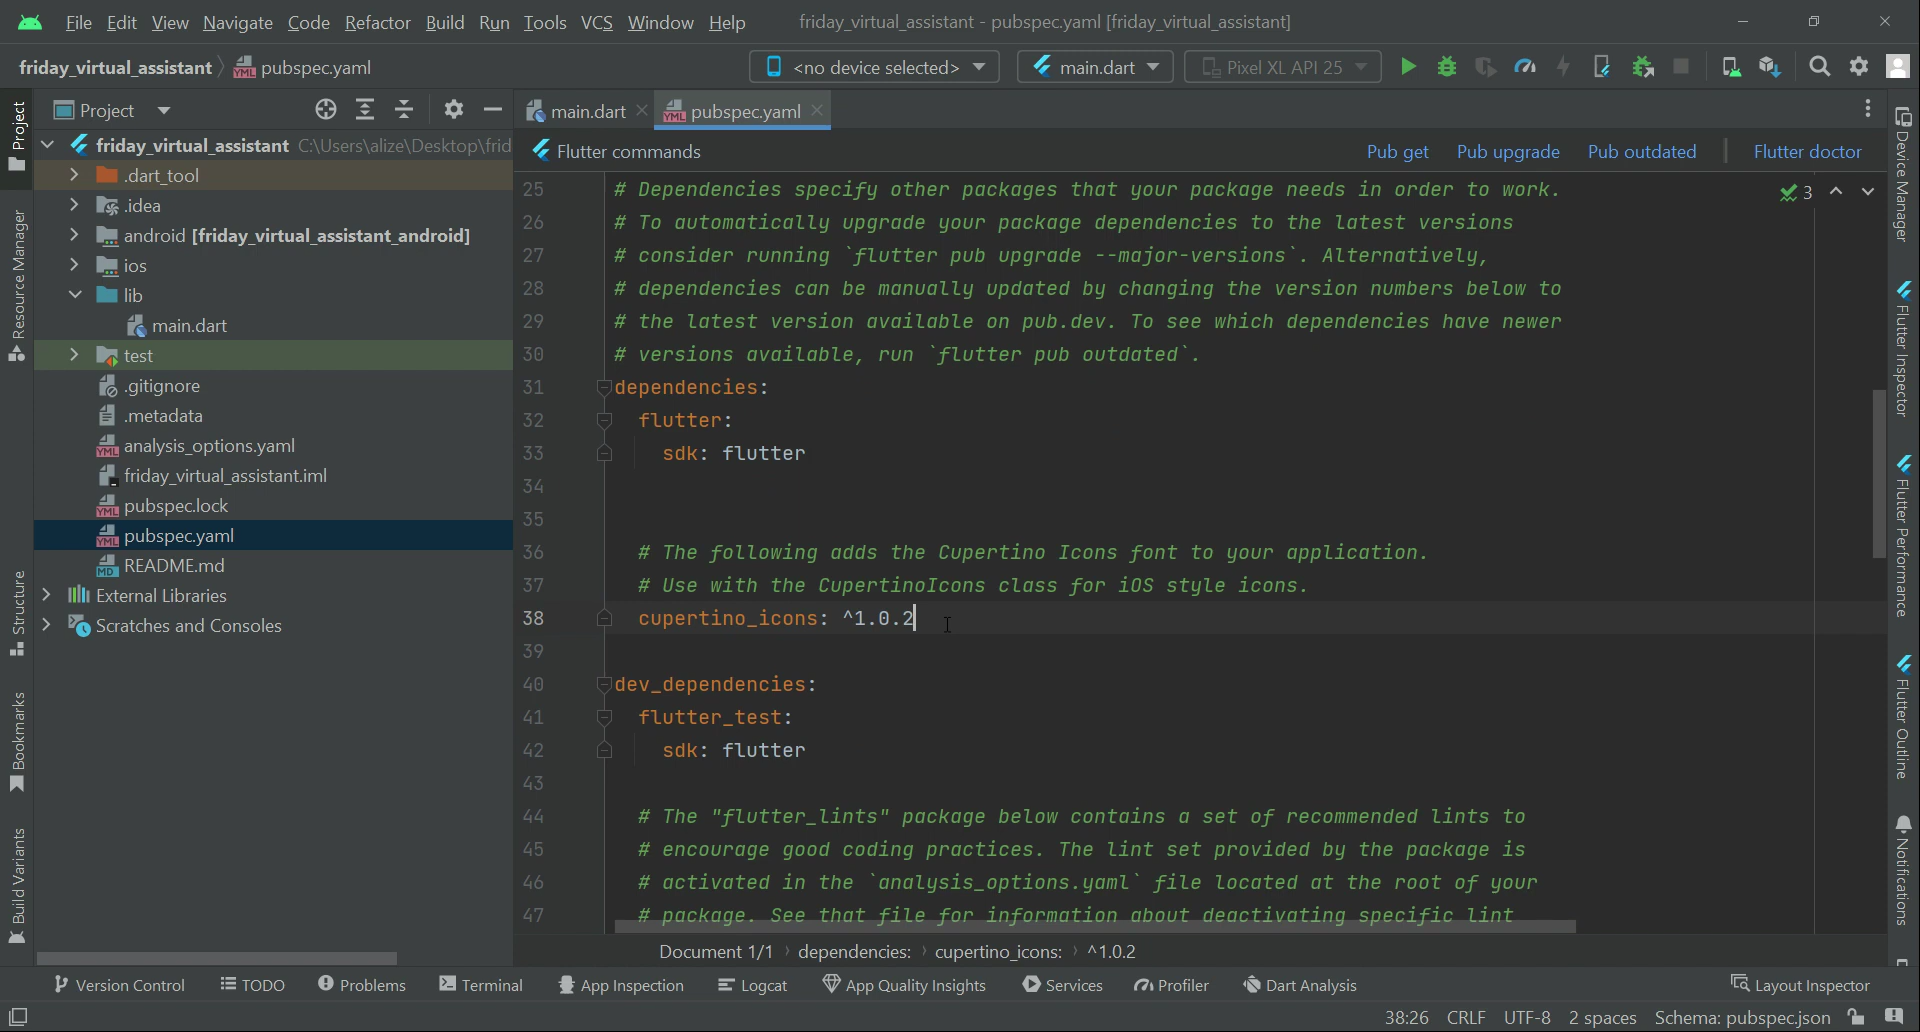 File Edit View Navigate Code Refactor Build Run Tools VCS Window Help friday_virtual_assistant - pubspec.yaml [friday_virtual_assistant]
friday_virtual_assistant pubspec.yaml <no device selected> main.dart Pixel XL API 25
Project
Resource Manager
Structure
Bookmarks
Build Variants
Project
friday_virtual_assistant C:\Users\alize\Desktop\frid
.dart_tool
.idea
android [friday_virtual_assistant_android]
ios
lib
main.dart
test
.gitignore
.metadata
analysis_options.yaml
friday_virtual_assistant.iml
pubspec.lock
pubspec.yaml
README.md
External Libraries
Scratches and Consoles
main.dart pubspec.yaml
Flutter commands Pub get Pub upgrade Pub outdated Flutter doctor
3
25 # Dependencies specify other packages that your package needs in order to work.
26 # To automatically upgrade your package dependencies to the latest versions
27 # consider running `flutter pub upgrade --major-versions`. Alternatively,
28 # dependencies can be manually updated by changing the version numbers below to
29 # the latest version available on pub.dev. To see which dependencies have newer
30 # versions available, run `flutter pub outdated`.
31 dependencies:
32 flutter:
33 sdk: flutter
34
35
36 # The following adds the Cupertino Icons font to your application.
37 # Use with the CupertinoIcons class for iOS style icons.
38 cupertino_icons: ^1.0.2
39
40 dev_dependencies:
41 flutter_test:
42 sdk: flutter
43
44 # The "flutter_lints" package below contains a set of recommended lints to
45 # encourage good coding practices. The lint set provided by the package is
46 # activated in the `analysis_options.yaml` file located at the root of your
47 # package. See that file for information about deactivating specific lint
Document 1/1 dependencies: cupertino_icons: ^1.0.2
Device Manager
Flutter Inspector
Flutter Performance
Flutter Outline
Notifications
Version Control TODO Problems Terminal App Inspection Logcat App Quality Insights Services Profiler Dart Analysis Layout Inspector
38:26 CRLF UTF-8 2 spaces Schema: pubspec.json